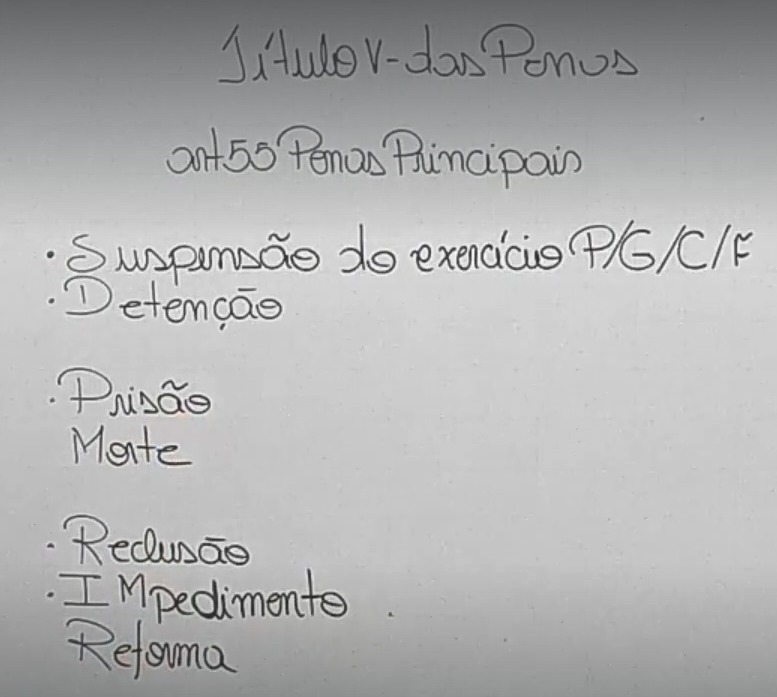 Título V - das Penas
art 55 Penas Principais
· Suspensão do exercício P/G/C/F
· Detenção
· Prisão
Morte
· Reclusão
· IMpedimento .
Reforma